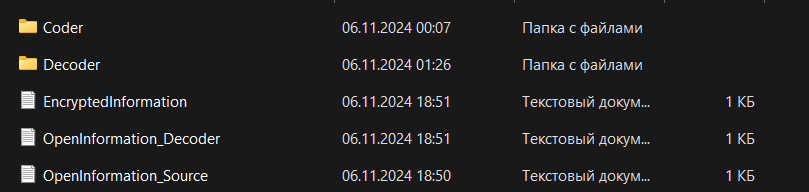 Coder 06.11.2024 00:07 Папка с файлами
Decoder 06.11.2024 01:26 Папка с файлами
EncryptedInformation 06.11.2024 18:51 Текстовый докум... 1 КБ
OpenInformation_Decoder 06.11.2024 18:51 Текстовый докум... 1 КБ
OpenInformation_Source 06.11.2024 18:50 Текстовый докум... 1 КБ